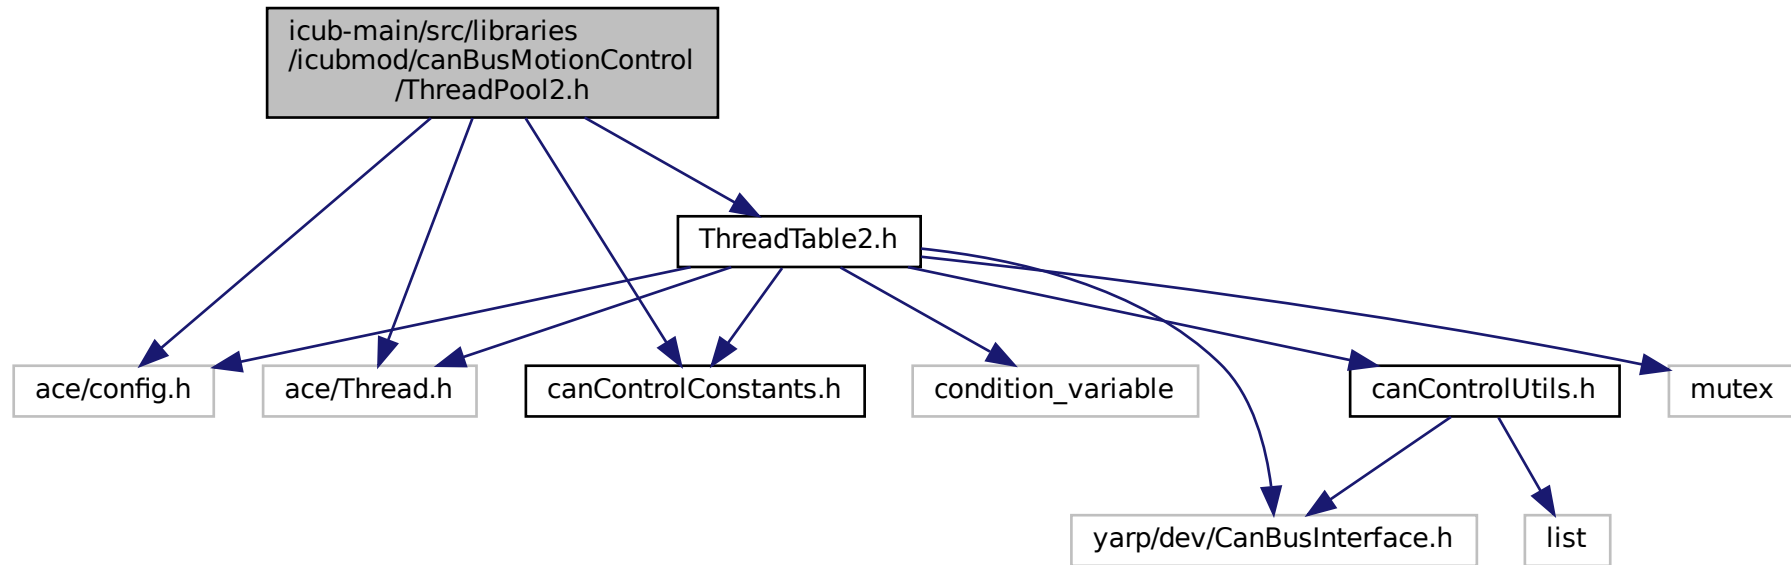 icub-main/src/libraries
/icubmod/canBusMotionControl
/ThreadPool2.h
ThreadTable2.h
ace/config.h
ace/Thread.h
canControlConstants.h
condition_variable
canControlUtils.h
mutex
yarp/dev/CanBusInterface.h
list